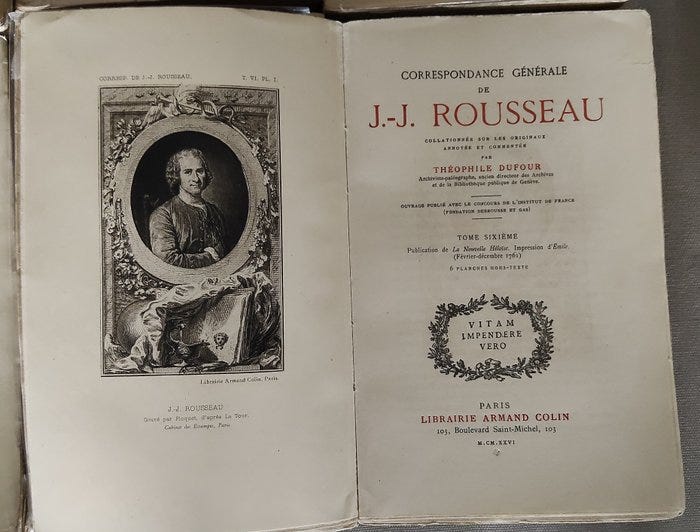 CORRESP. DE J.-J. ROUSSEAU. T. VI. PL. I.
Librairie Armand Colin, Paris.
J.-J. ROUSSEAU
Gravé par Ficquet, d'après La Tour.
Cabinet des Estampes, Paris
CORRESPONDANCE GÉNÉRALE
DE
J.-J. ROUSSEAU
COLLATIONNÉE SUR LES ORIGINAUX
ANNOTÉE ET COMMENTÉE
PAR
THÉOPHILE DUFOUR
Archiviste-paléographe, ancien directeur des Archives
et de la Bibliothèque publique de Genève.
OUVRAGE PUBLIÉ AVEC LE CONCOURS DE L'INSTITUT DE FRANCE
(FONDATION DEBROUSSE ET GAS)
TOME SIXIÈME
Publication de La Nouvelle Héloïse. Impression d'Émile.
(Février-décembre 1761)
6 PLANCHES HORS-TEXTE
VITAM
IMPENDERE
VERO
PARIS
LIBRAIRIE ARMAND COLIN
103, Boulevard Saint-Michel, 103
M.CM.XXVI